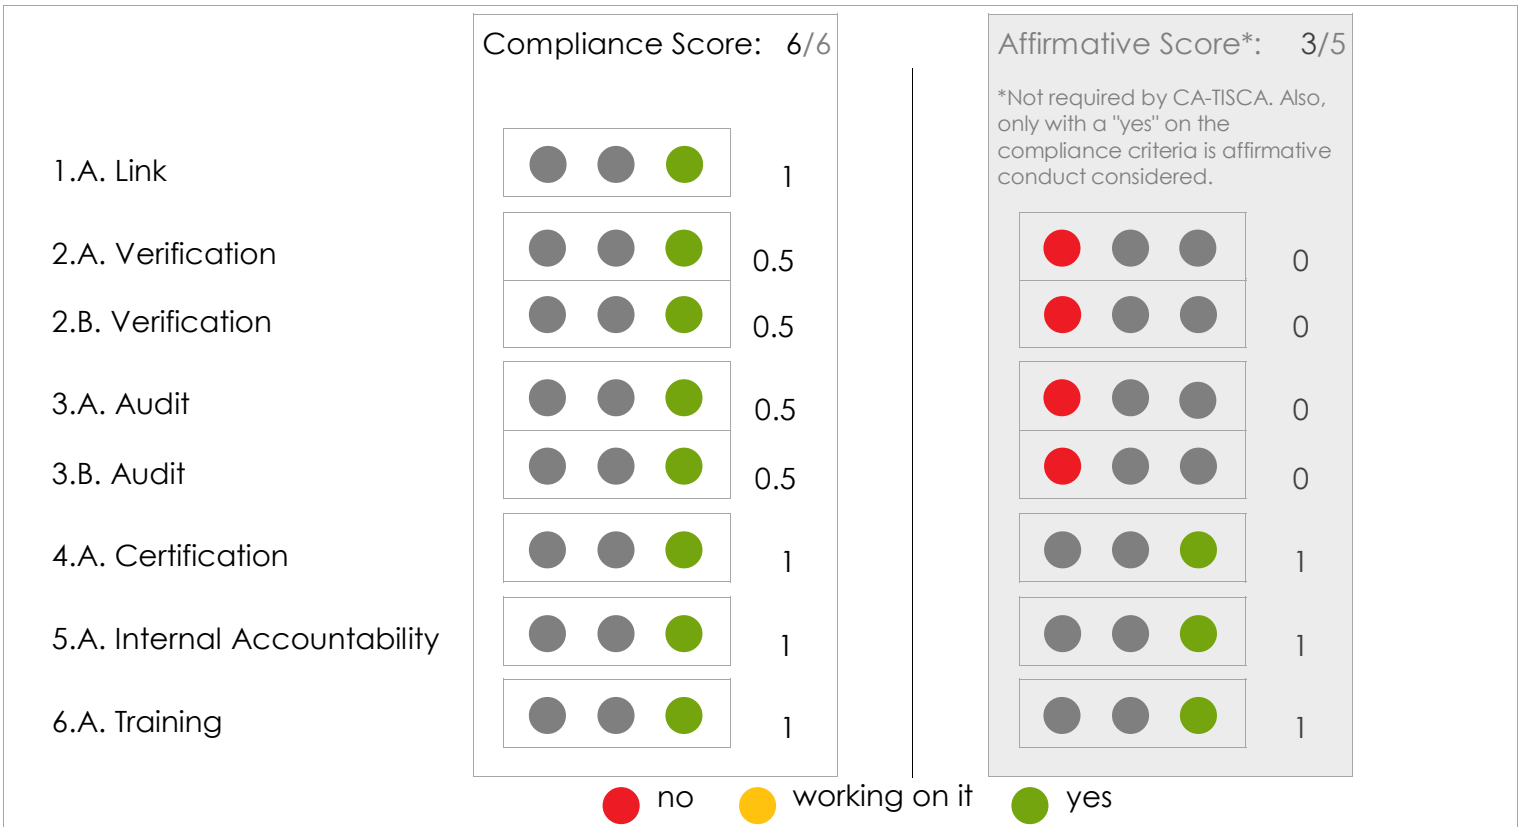 Compliance Score: 6/6
Affirmative Score*: 3/5
*Not required by CA-TISCA. Also,
only with a "yes" on the
compliance criteria is affirmative
conduct considered.
1.A. Link 1
2.A. Verification 0.5 0
2.B. Verification 0.5 0
3.A. Audit 0.5 0
3.B. Audit 0.5 0
4.A. Certification 1 1
5.A. Internal Accountability 1 1
6.A. Training 1 1
no working on it yes